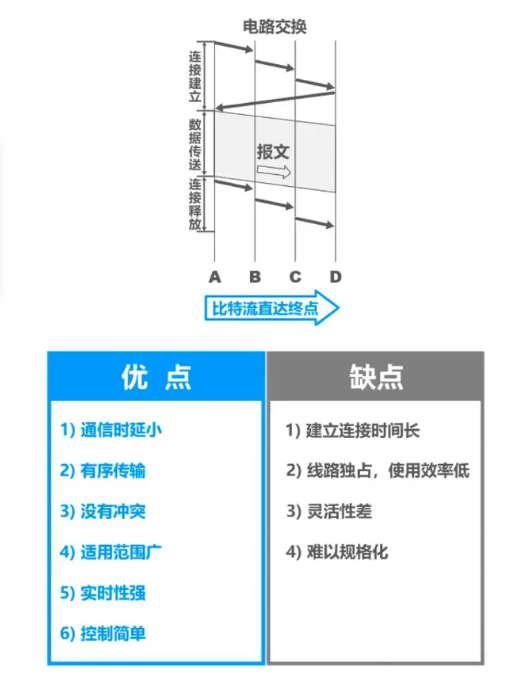 电路交换
连接建立
数据传送
报文
连接释放
A B C D
比特流直达终点
优 点
1) 通信时延小
2) 有序传输
3) 没有冲突
4) 适用范围广
5) 实时性强
6) 控制简单
缺点
1) 建立连接时间长
2) 线路独占，使用效率低
3) 灵活性差
4) 难以规格化